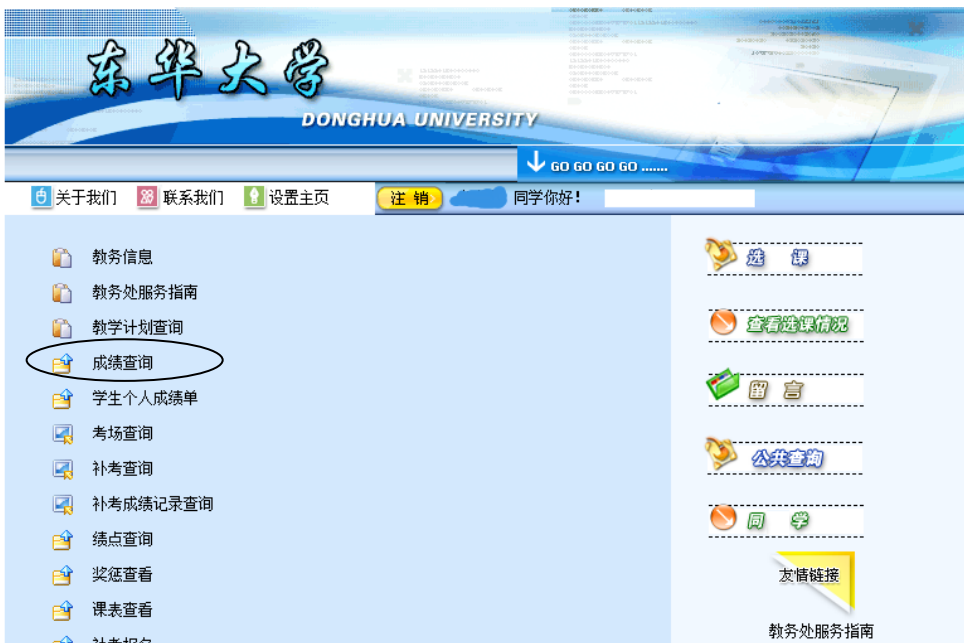 东华大学
DONGHUA UNIVERSITY
GO GO GO GO .......
关于我们 联系我们 设置主页 注 销 同学你好!
教务信息
教务处服务指南
教学计划查询
成绩查询
学生个人成绩单
考场查询
补考查询
补考成绩记录查询
绩点查询
奖惩查看
课表查看
补考报名
选 课
查看选课情况
留 言
公共查询
同 学
友情链接
教务处服务指南